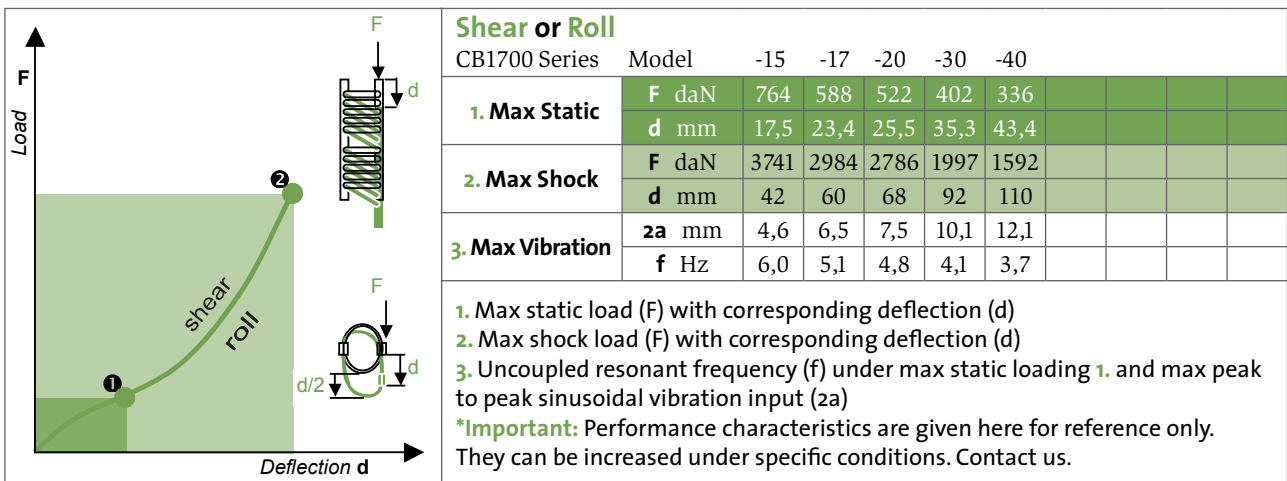 F
Load
❷
❶
shear
roll
Deflection d
F
d
F
d
d/2
Shear or Roll
CB1700 Series Model -15 -17 -20 -30 -40
1. Max Static F daN 764 588 522 402 336
d mm 17,5 23,4 25,5 35,3 43,4
2. Max Shock F daN 3741 2984 2786 1997 1592
d mm 42 60 68 92 110
3. Max Vibration 2a mm 4,6 6,5 7,5 10,1 12,1
f Hz 6,0 5,1 4,8 4,1 3,7
1. Max static load (F) with corresponding deflection (d)
2. Max shock load (F) with corresponding deflection (d)
3. Uncoupled resonant frequency (f) under max static loading 1. and max peak
to peak sinusoidal vibration input (2a)
*Important: Performance characteristics are given here for reference only.
They can be increased under specific conditions. Contact us.